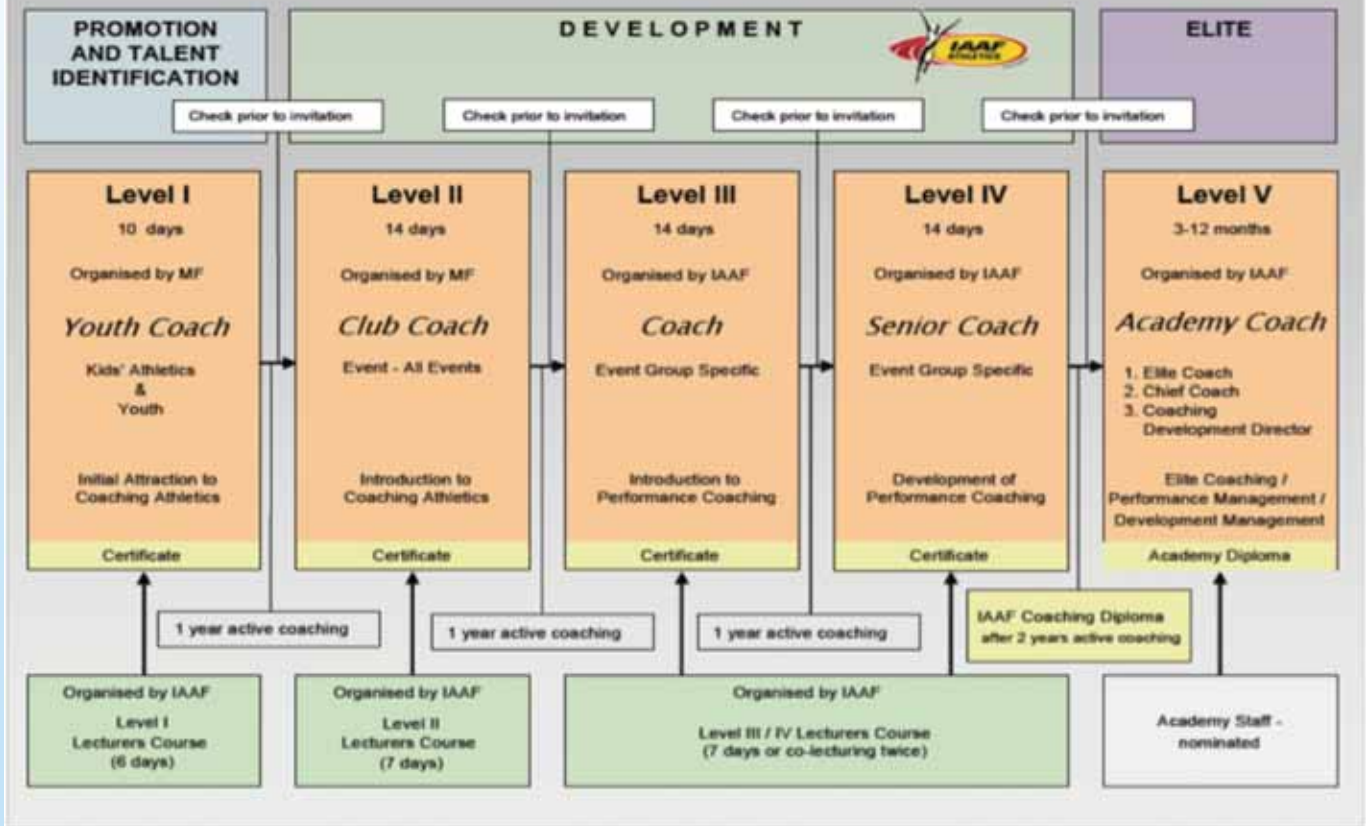 PROMOTION
AND TALENT
IDENTIFICATION
DEVELOPMENT
IAAF
ATHLETICS
ELITE
Check prior to invitation
Check prior to invitation
Check prior to invitation
Check prior to invitation
Level I
10 days
Organised by MF
Youth Coach
Kids' Athletics
&
Youth
Initial Attraction to
Coaching Athletics
Certificate
Level II
14 days
Organised by MF
Club Coach
Event - All Events
Introduction to
Coaching Athletics
Certificate
Level III
14 days
Organised by IAAF
Coach
Event Group Specific
Introduction to
Performance Coaching
Certificate
Level IV
14 days
Organised by IAAF
Senior Coach
Event Group Specific
Development of
Performance Coaching
Certificate
Level V
3-12 months
Organised by IAAF
Academy Coach
1. Elite Coach
2. Chief Coach
3. Coaching
Development Director
Elite Coaching /
Performance Management /
Development Management
Academy Diploma
1 year active coaching
1 year active coaching
1 year active coaching
IAAF Coaching Diploma
after 2 years active coaching
Organised by IAAF
Level I
Lecturers Course
(6 days)
Organised by IAAF
Level II
Lecturers Course
(7 days)
Organised by IAAF
Level III / IV Lecturers Course
(7 days or co-lecturing twice)
Academy Staff -
nominated